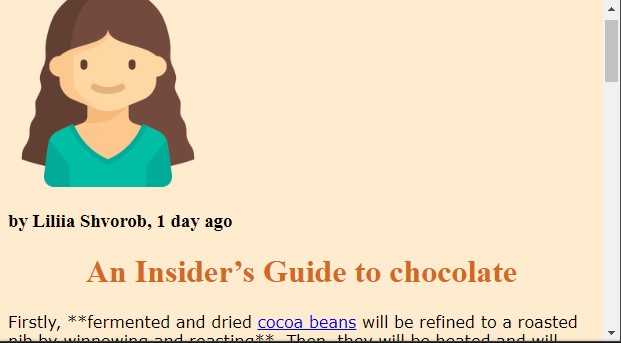 by Liliia Shvorob, 1 day ago
An Insider’s Guide to chocolate
Firstly, **fermented and dried cocoa beans will be refined to a roasted
nib by winnowing and roasting**. Then, they will be heated and will